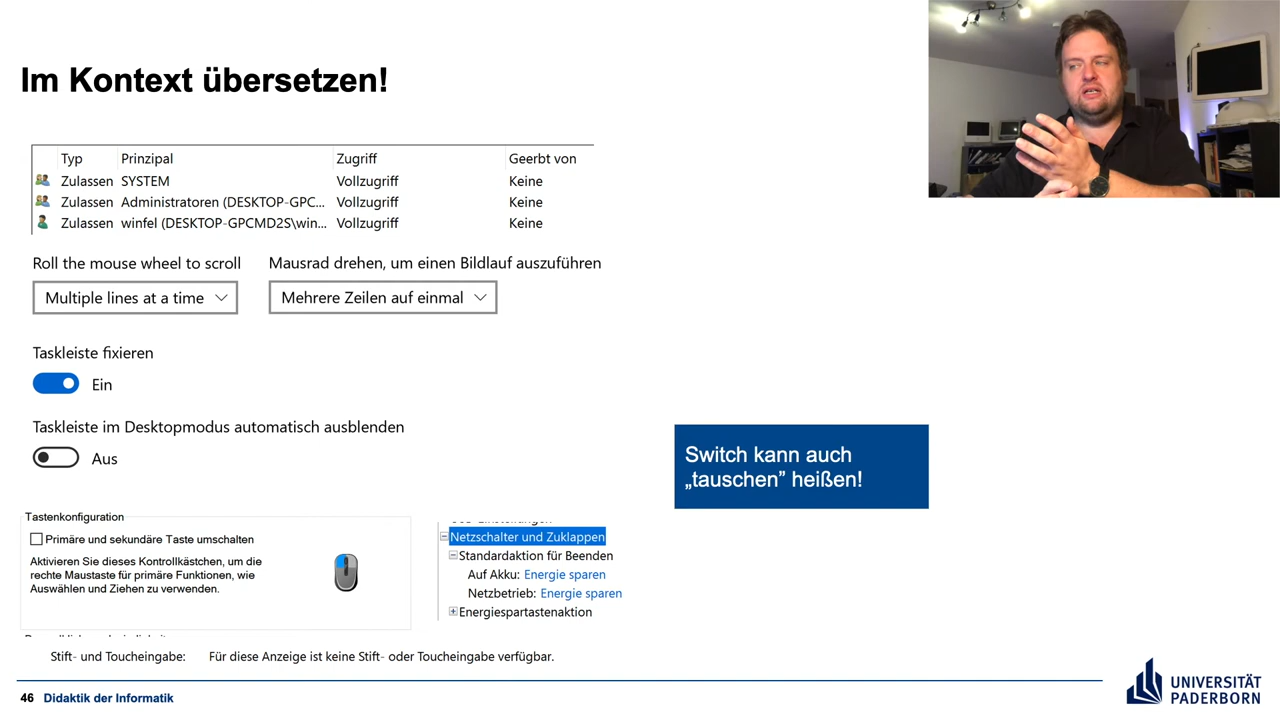 Im Kontext übersetzen!
Typ Prinzipal Zugriff Geerbt von
Zulassen SYSTEM Vollzugriff Keine
Zulassen Administratoren (DESKTOP-GPC... Vollzugriff Keine
Zulassen winfel (DESKTOP-GPCMD2S\win... Vollzugriff Keine
Roll the mouse wheel to scroll
Mausrad drehen, um einen Bildlauf auszuführen
Multiple lines at a time
Mehrere Zeilen auf einmal
Taskleiste fixieren
Ein
Taskleiste im Desktopmodus automatisch ausblenden
Aus
Switch kann auch
„tauschen” heißen!
Tastenkonfiguration
Primäre und sekundäre Taste umschalten
Aktivieren Sie dieses Kontrollkästchen, um die
rechte Maustaste für primäre Funktionen, wie
Auswählen und Ziehen zu verwenden.
Netzschalter und Zuklappen
Standardaktion für Beenden
Auf Akku: Energie sparen
Netzbetrieb: Energie sparen
Energiespartastenaktion
Stift- und Toucheingabe: Für diese Anzeige ist keine Stift- oder Toucheingabe verfügbar.
46 Didaktik der Informatik
UNIVERSITÄT
PADERBORN